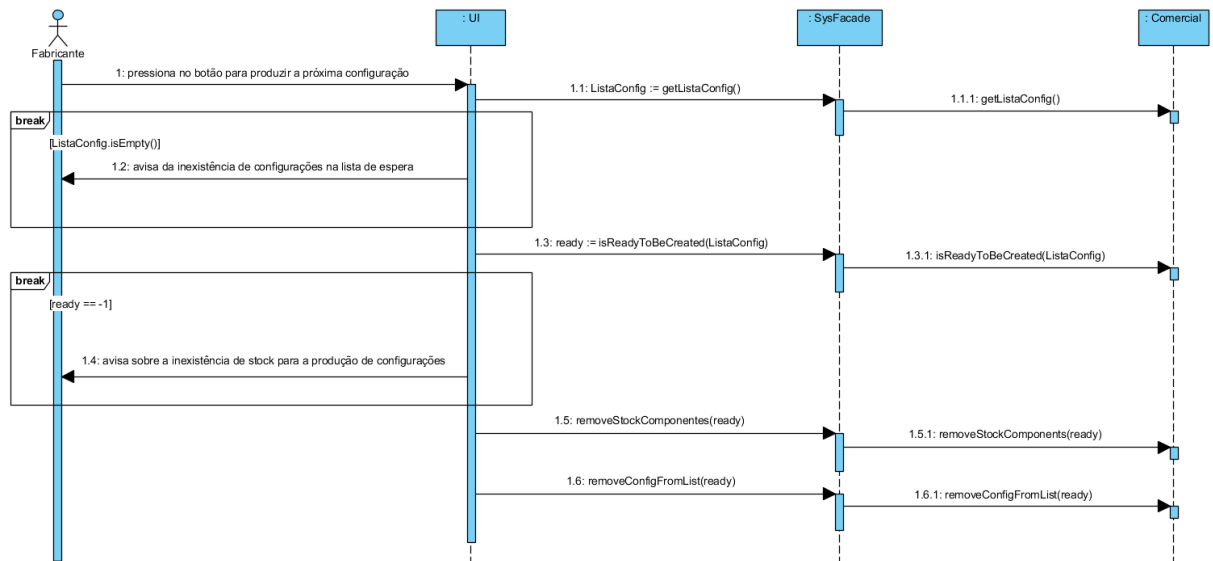 : UI
: SysFacade
: Comercial
Fabricante
1: pressiona no botão para produzir a próxima configuração
1.1: ListaConfig := getListaConfig()
1.1.1: getListaConfig()
break
[ListaConfig.isEmpty()]
1.2: avisa da inexistência de configurações na lista de espera
1.3: ready := isReadyToBeCreated(ListaConfig)
1.3.1: isReadyToBeCreated(ListaConfig)
break
[ready == -1]
1.4: avisa sobre a inexistência de stock para a produção de configurações
1.5: removeStockComponentes(ready)
1.5.1: removeStockComponents(ready)
1.6: removeConfigFromList(ready)
1.6.1: removeConfigFromList(ready)